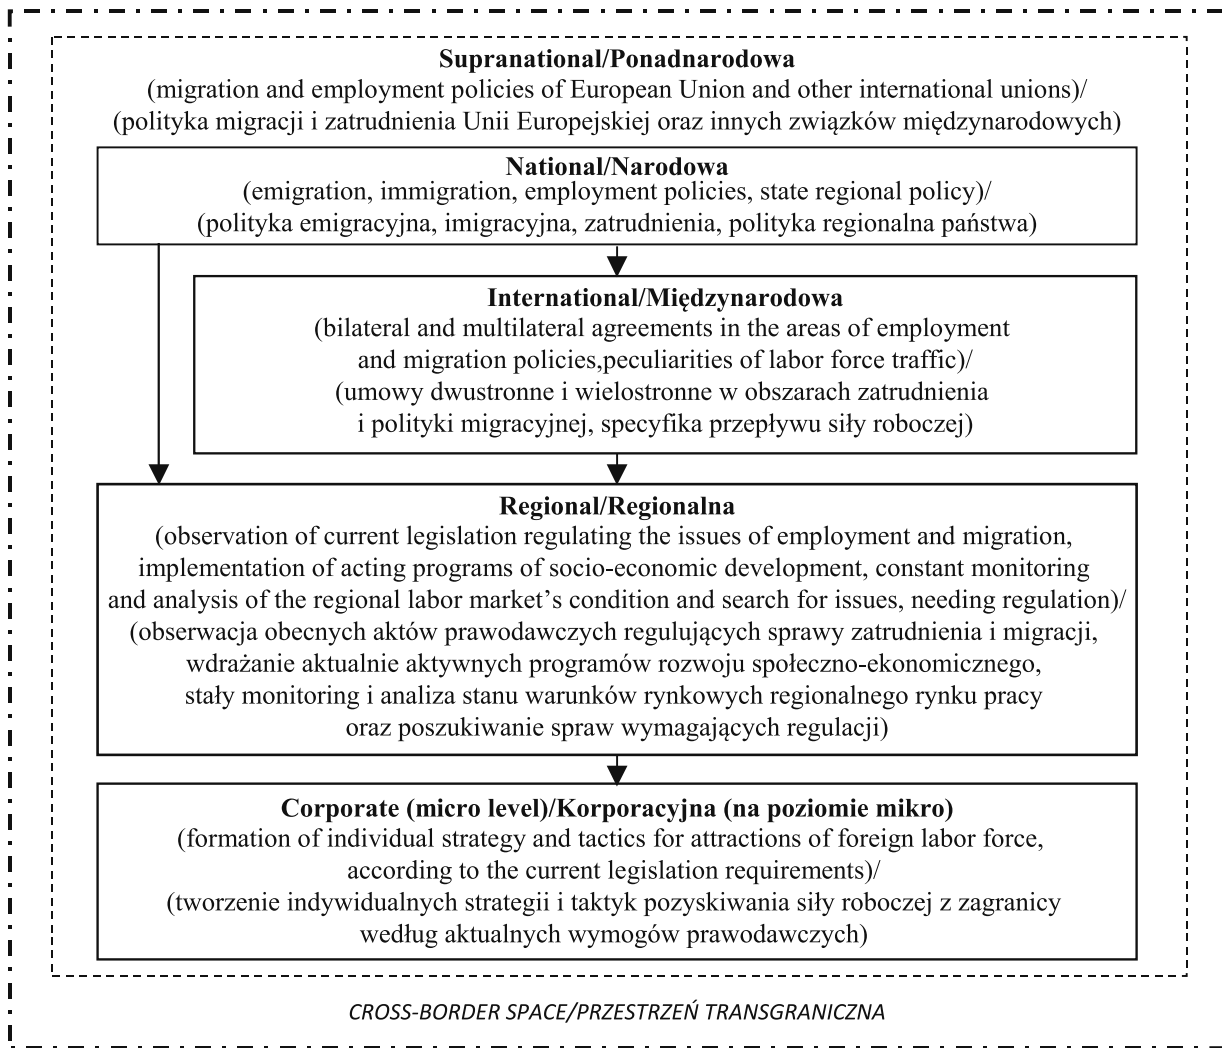 Supranational/Ponadnarodowa
(migration and employment policies of European Union and other international unions)/
(polityka migracji i zatrudnienia Unii Europejskiej oraz innych związków międzynarodowych)
National/Narodowa
(emigration, immigration, employment policies, state regional policy)/
(polityka emigracyjna, imigracyjna, zatrudnienia, polityka regionalna państwa)
International/Międzynarodowa
(bilateral and multilateral agreements in the areas of employment
and migration policies,peculiarities of labor force traffic)/
(umowy dwustronne i wielostronne w obszarach zatrudnienia
i polityki migracyjnej, specyfika przepływu siły roboczej)
Regional/Regionalna
(observation of current legislation regulating the issues of employment and migration,
implementation of acting programs of socio-economic development, constant monitoring
and analysis of the regional labor market’s condition and search for issues, needing regulation)/
(obserwacja obecnych aktów prawodawczych regulujących sprawy zatrudnienia i migracji,
wdrażanie aktualnie aktywnych programów rozwoju społeczno-ekonomicznego,
stały monitoring i analiza stanu warunków rynkowych regionalnego rynku pracy
oraz poszukiwanie spraw wymagających regulacji)
Corporate (micro level)/Korporacyjna (na poziomie mikro)
(formation of individual strategy and tactics for attractions of foreign labor force,
according to the current legislation requirements)/
(tworzenie indywidualnych strategii i taktyk pozyskiwania siły roboczej z zagranicy
według aktualnych wymogów prawodawczych)
CROSS-BORDER SPACE/PRZESTRZEŃ TRANSGRANICZNA